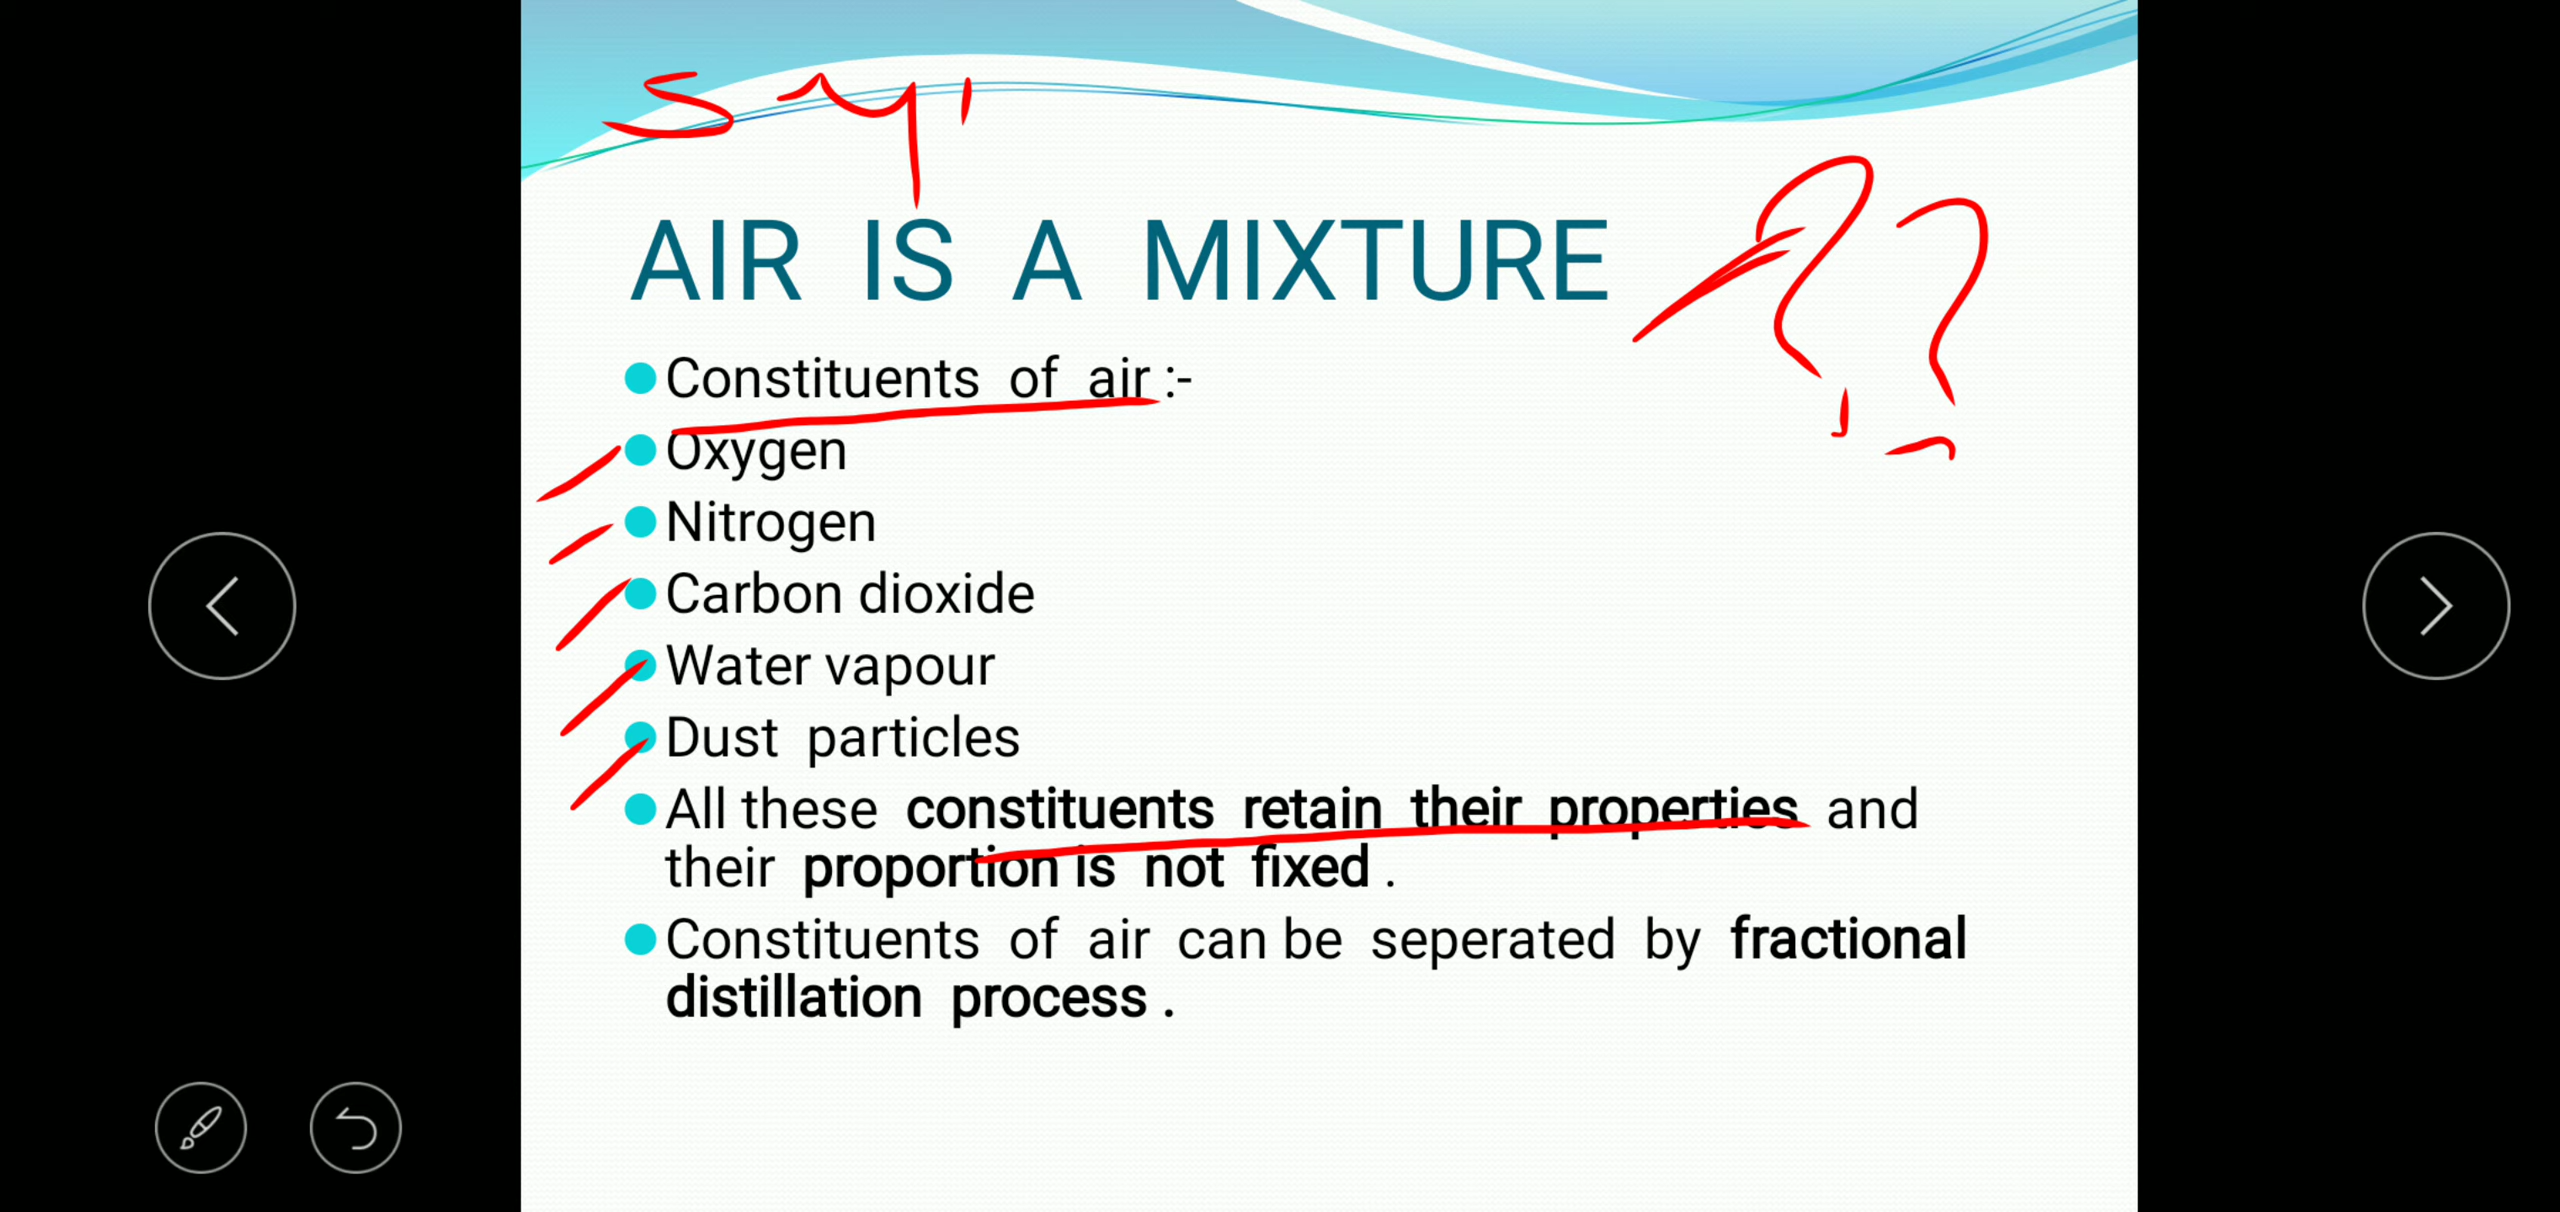 AIR IS A MIXTURE
Constituents of air :-
Oxygen
Nitrogen
Carbon dioxide
Water vapour
Dust particles
All these constituents retain their properties and
their proportion is not fixed .
Constituents of air can be seperated by fractional
distillation process .